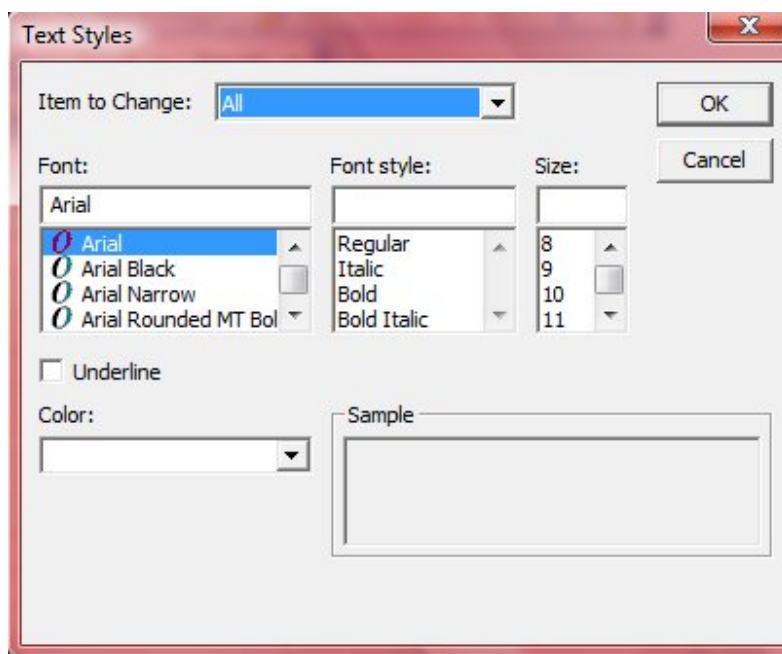 Text Styles
Item to Change: All
OK
Cancel
Font: Font style: Size:
Arial
Arial Regular 8
Arial Black Italic 9
Arial Narrow Bold 10
Arial Rounded MT Bol Bold Italic 11
Underline
Color: Sample